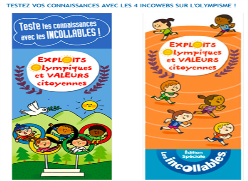 TESTEZ VOS CONNAISSANCES AVEC LES 4 INCOWEBS SUR L'OLYMPISME !
Teste tes connaissances
avec les INCOLLABLES !
EXPLOITS
Olympiques
et VALEURS
citoyennes
EXPLOITS
Olympiques
et VALEURS
citoyennes
Édition
Spéciale
Les incollables